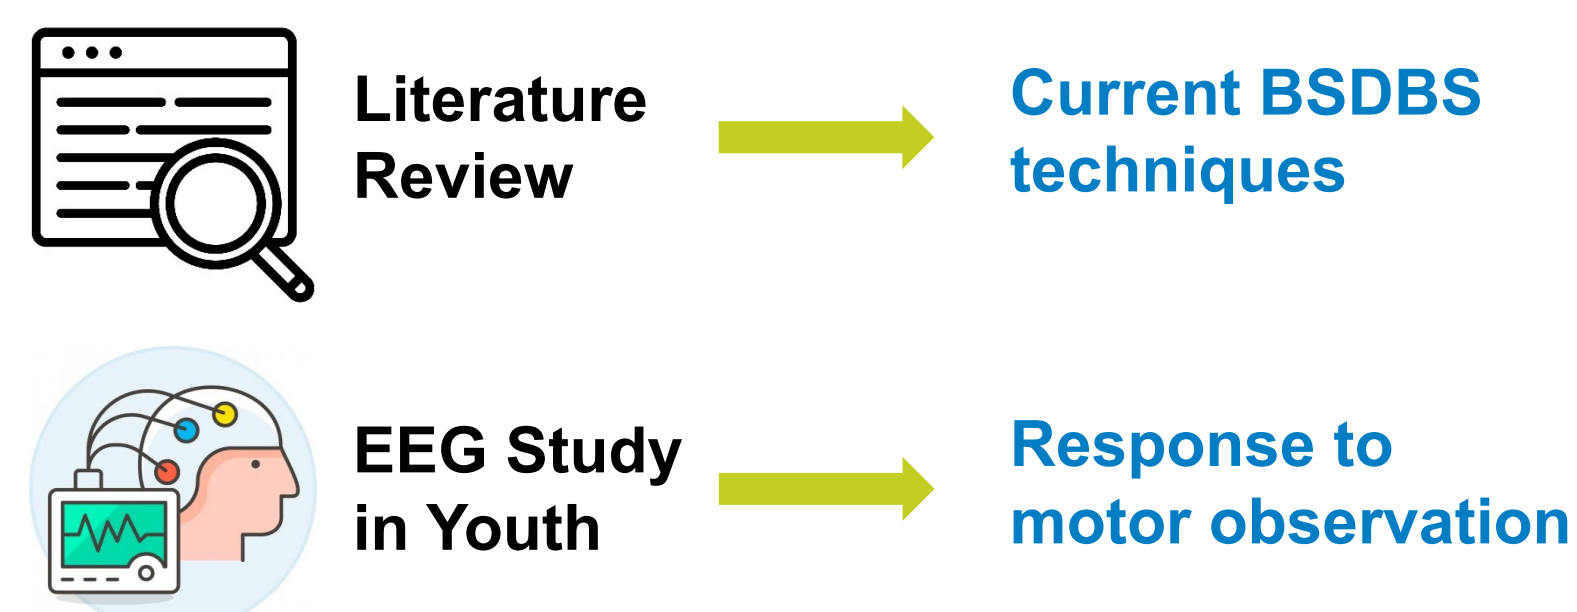 Literature
Review
Current BSDBS
techniques
EEG Study
in Youth
Response to
motor observation